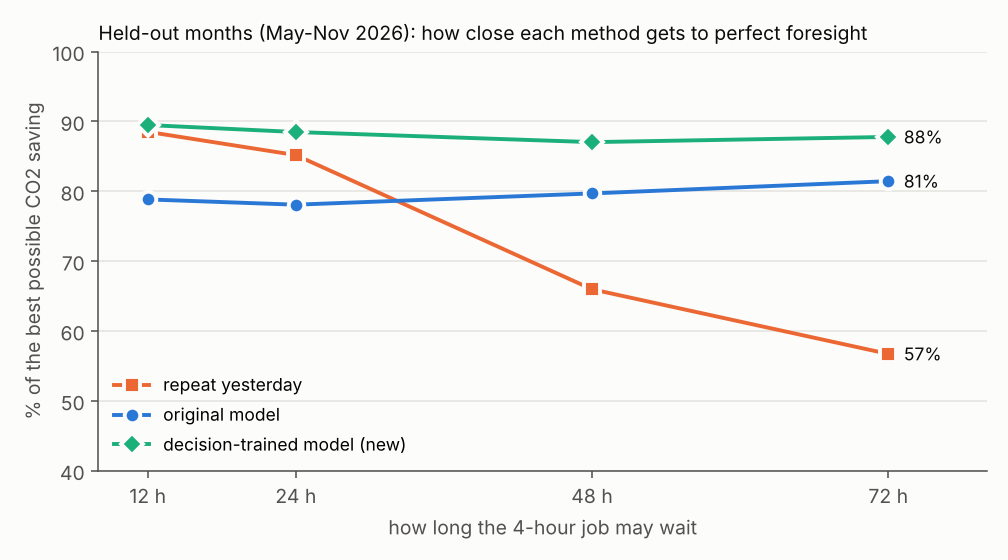 Held-out months (May-Nov 2026): how close each method gets to perfect foresight
% of the best possible CO2 saving
100
90
80
70
60
50
40
88%
81%
57%
repeat yesterday
original model
decision-trained model (new)
12 h
24 h
48 h
72 h
how long the 4-hour job may wait